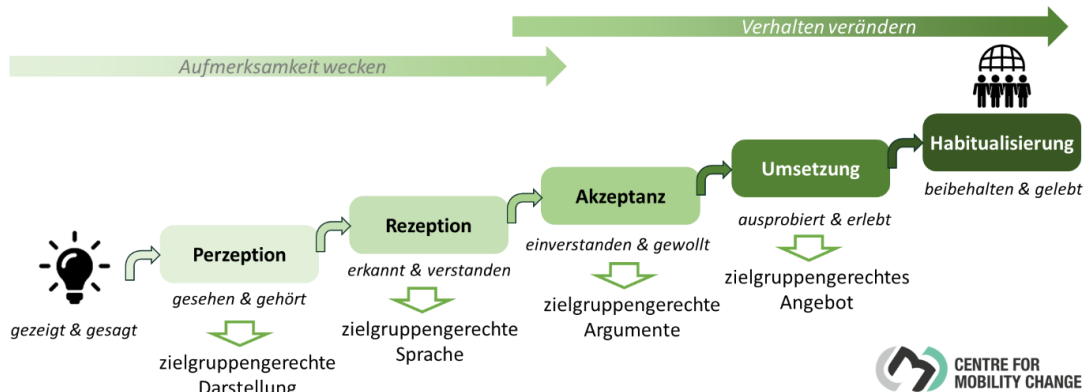 Verhalten verändern
Aufmerksamkeit wecken
gezeigt & gesagt
Perzeption
gesehen & gehört
zielgruppengerechte
Darstellung
Rezeption
erkannt & verstanden
zielgruppengerechte
Sprache
Akzeptanz
einverstanden & gewollt
zielgruppengerechte
Argumente
Umsetzung
ausprobiert & erlebt
zielgruppengerechtes
Angebot
Habitualisierung
beibehalten & gelebt
CENTRE FOR
MOBILITY CHANGE